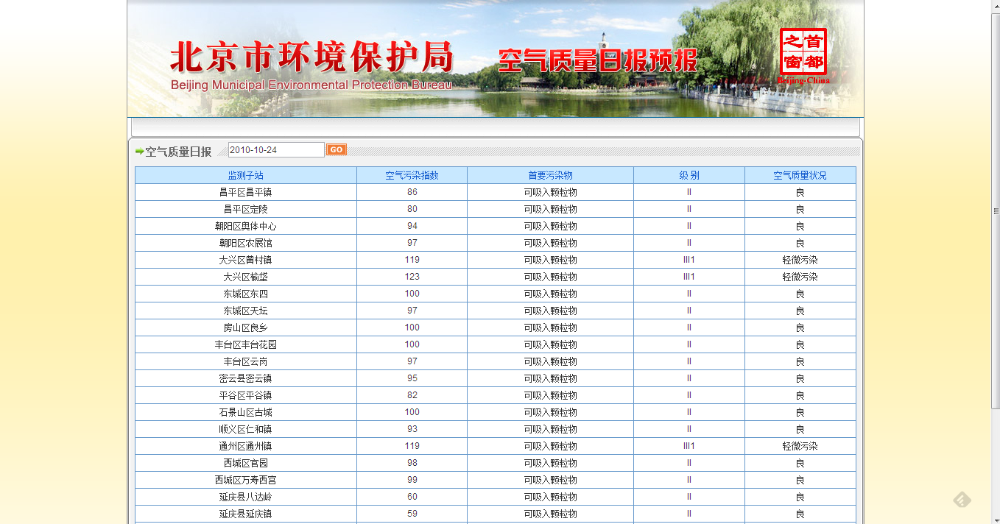 北京市环境保护局
Beijing Municipal Environmental Protection Bureau
空气质量日报预报
首都之窗
Beijing-China
空气质量日报 2010-10-24 GO
监测子站 空气污染指数 首要污染物 级 别 空气质量状况
昌平区昌平镇 86 可吸入颗粒物 II 良
昌平区定陵 80 可吸入颗粒物 II 良
朝阳区奥体中心 94 可吸入颗粒物 II 良
朝阳区农展馆 97 可吸入颗粒物 II 良
大兴区黄村镇 119 可吸入颗粒物 III1 轻微污染
大兴区榆垡 123 可吸入颗粒物 III1 轻微污染
东城区东四 100 可吸入颗粒物 II 良
东城区天坛 97 可吸入颗粒物 II 良
房山区良乡 100 可吸入颗粒物 II 良
丰台区丰台花园 100 可吸入颗粒物 II 良
丰台区云岗 97 可吸入颗粒物 II 良
密云县密云镇 95 可吸入颗粒物 II 良
平谷区平谷镇 82 可吸入颗粒物 II 良
石景山区古城 100 可吸入颗粒物 II 良
顺义区仁和镇 93 可吸入颗粒物 II 良
通州区通州镇 119 可吸入颗粒物 III1 轻微污染
西城区官园 98 可吸入颗粒物 II 良
西城区万寿西宫 99 可吸入颗粒物 II 良
延庆县八达岭 60 可吸入颗粒物 II 良
延庆县延庆镇 59 可吸入颗粒物 II 良